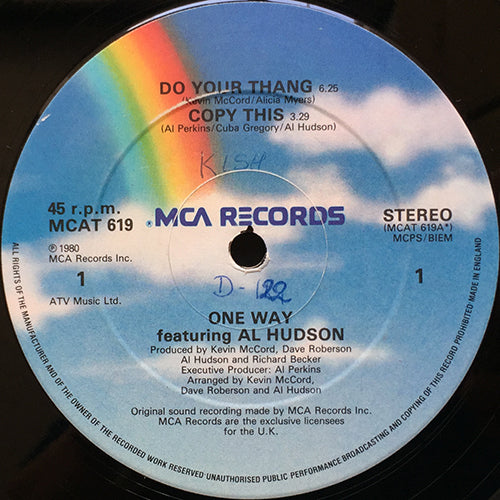 DO YOUR THANG 6.25
(Kevin McCord/Alicia Myers)
COPY THIS 3.29
(Al Perkins/Cuba Gregory/Al Hudson)
K154
45 r.p.m.
MCAT 619
MCA RECORDS
STEREO
(MCAT 619A*)
MCPS/BIEM
℗ 1980
MCA Records Inc.
1
ATV Music Ltd.
1
D-122
ONE WAY
featuring AL HUDSON
Produced by Kevin McCord, Dave Roberson
Al Hudson and Richard Becker
Executive Producer: Al Perkins
Arranged by Kevin McCord,
Dave Roberson and Al Hudson
Original sound recording made by MCA Records Inc.
MCA Records are the exclusive licensees
for the U.K.
ALL RIGHTS OF THE MANUFACTURER AND OF THE OWNER OF THE RECORDED WORK RESERVED UNAUTHORISED PUBLIC PERFORMANCE BROADCASTING AND COPYING OF THIS RECORD PROHIBITED MADE IN ENGLAND